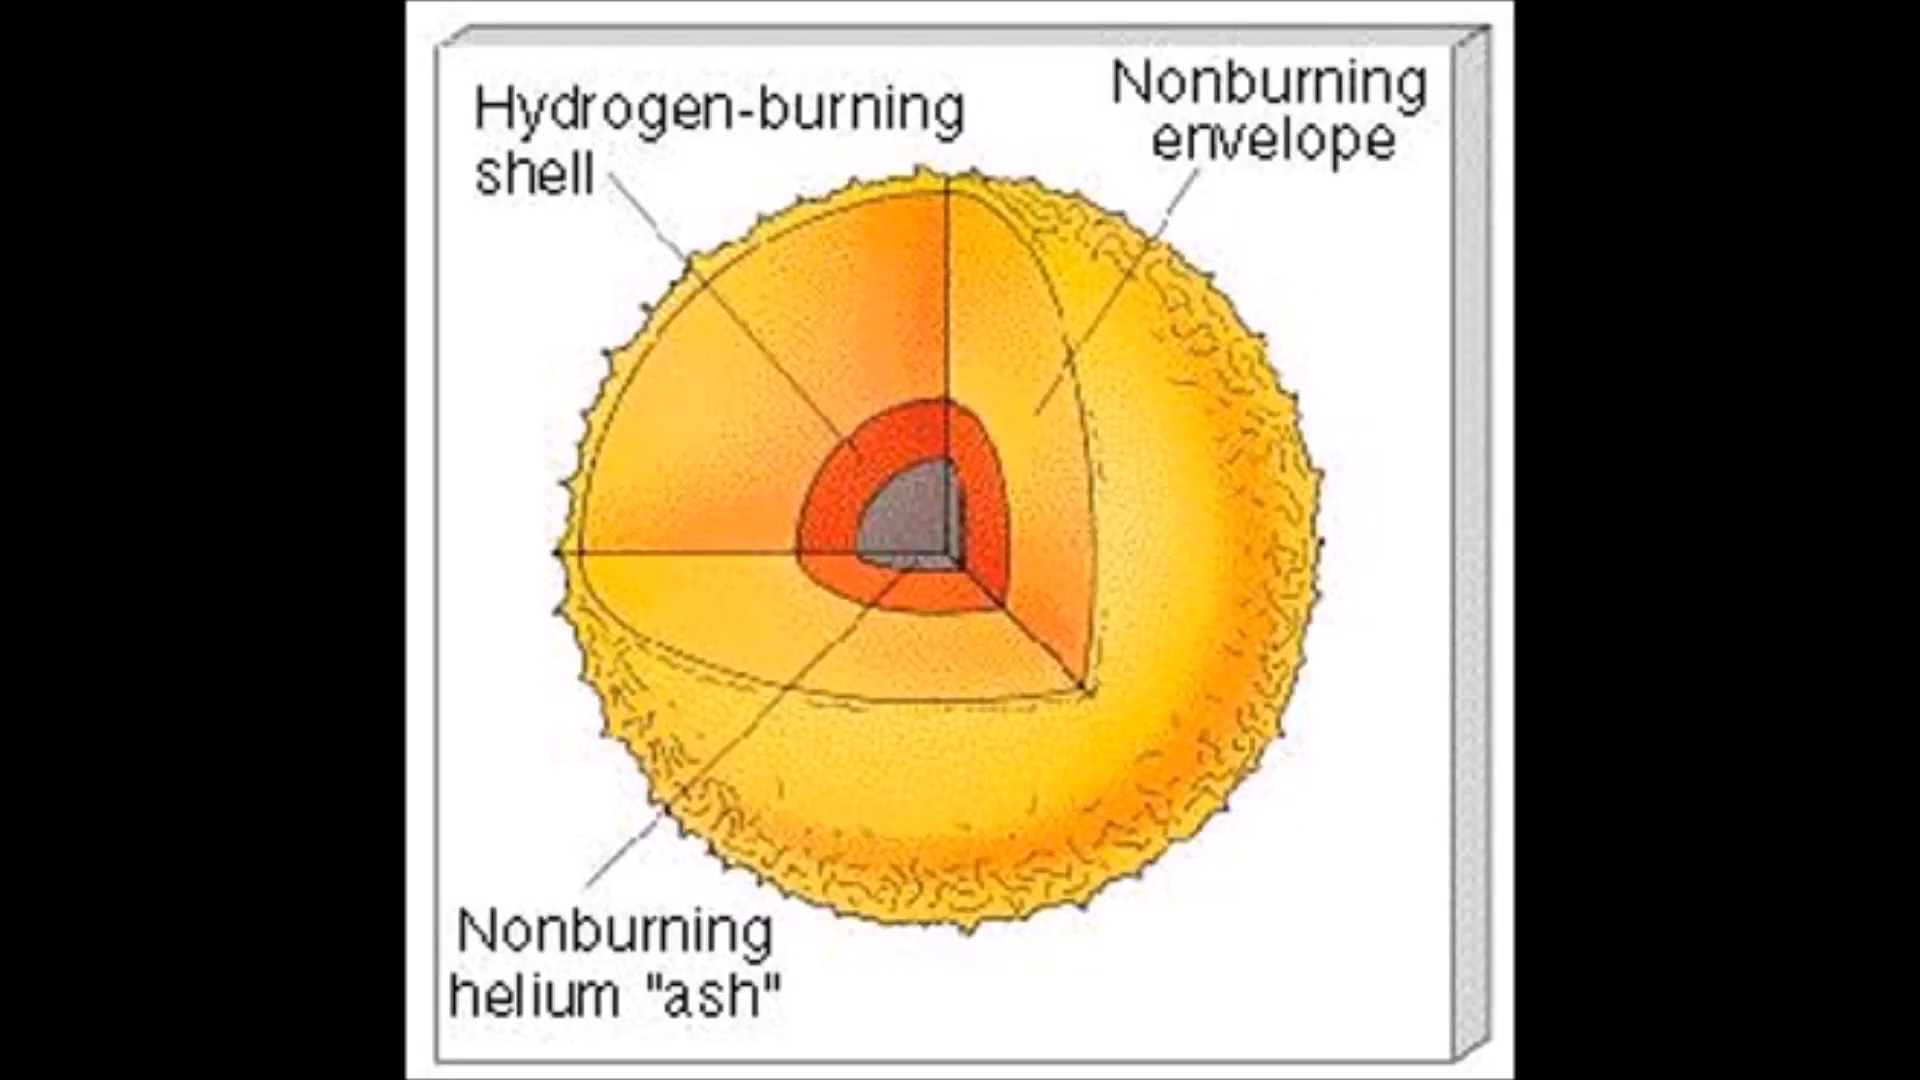 Hydrogen-burning
shell
Nonburning
envelope
Nonburning
helium "ash"